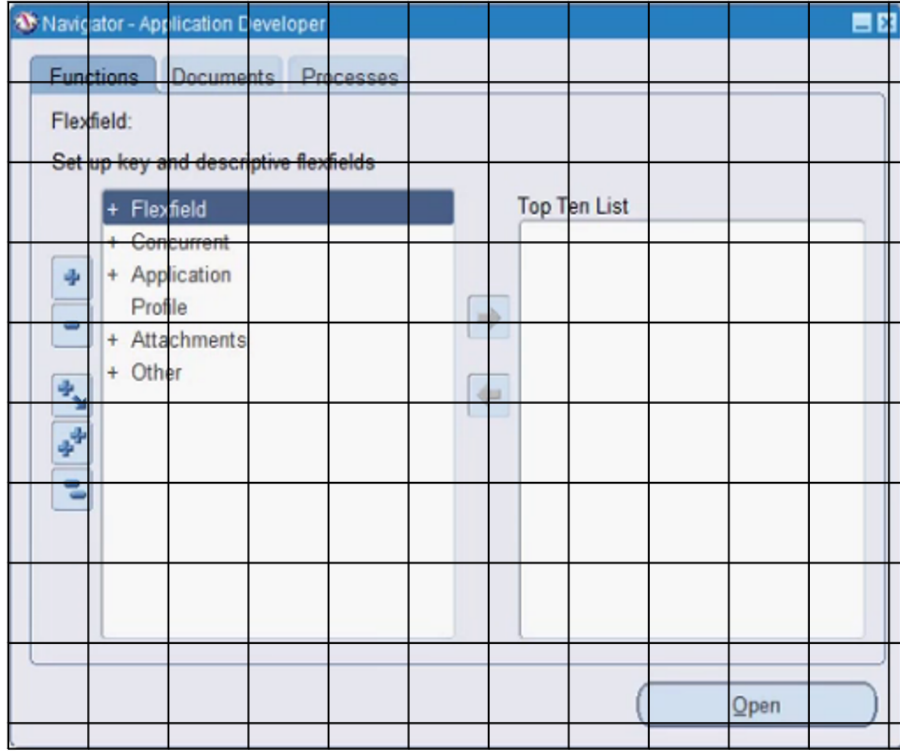 Navigator - Application Developer
Functions Documents Processes
Flexfield:
Set up key and descriptive flexfields
+ Flexfield
+ Concurrent
+ Application
Profile
+ Attachments
+ Other
Top Ten List
Open